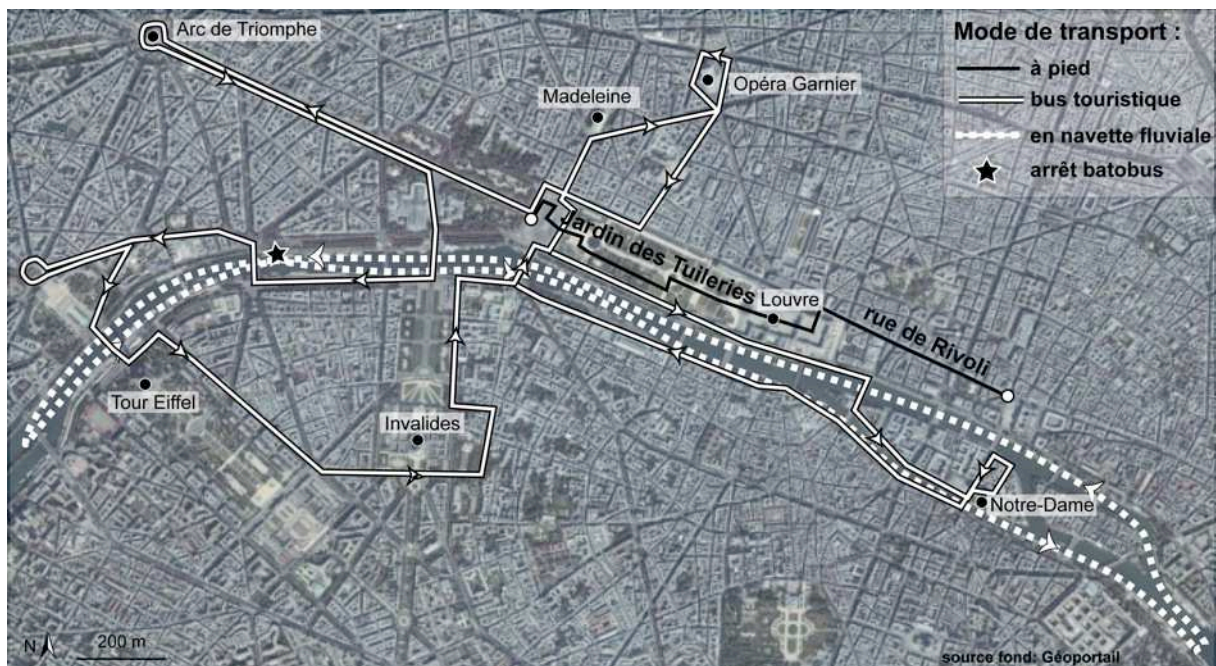 Arc de Triomphe
Mode de transport :
à pied
bus touristique
en navette fluviale
arrêt batobus
Opéra Garnier
Madeleine
Jardin des Tuileries
Louvre
rue de Rivoli
Tour Eiffel
Invalides
Notre-Dame
N
200 m
source fond: Géoportail